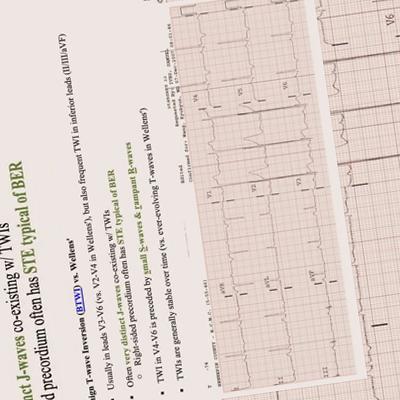 nct J-waves co-existing w/ TWIs
d precordium often has STE typical of BER
ign T-wave Inversion (BTWI) vs. Wellens'
Usually in leads V3-V6 (vs. V2-V4 in Wellens'), but also frequent TWI in inferior leads (II/III/aVF)
• Often very distinct J-waves co-existing w/ TWIs
○ Right-sided precordium often has STE typical of BER
• TWI in V4-V6 is preceded by small S-waves & rampant R-waves
• TWIs are generally stable over time (vs. ever-evolving T-waves in Wellens')
Edited
V4
V5
V6
V1
V2
V3
aVR
aVL
aVF
II
V6